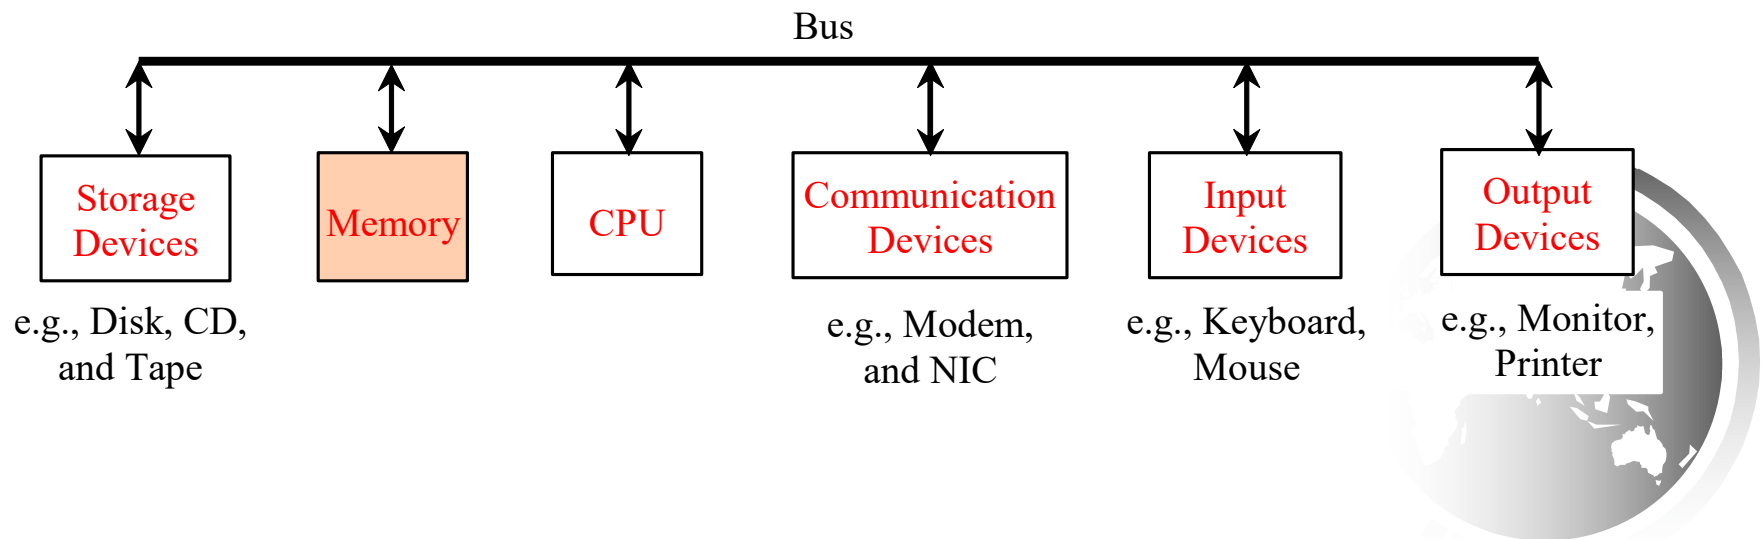 Bus
Storage
Devices
Memory
CPU
Communication
Devices
Input
Devices
Output
Devices
e.g., Disk, CD,
and Tape
e.g., Modem,
and NIC
e.g., Keyboard,
Mouse
e.g., Monitor,
Printer